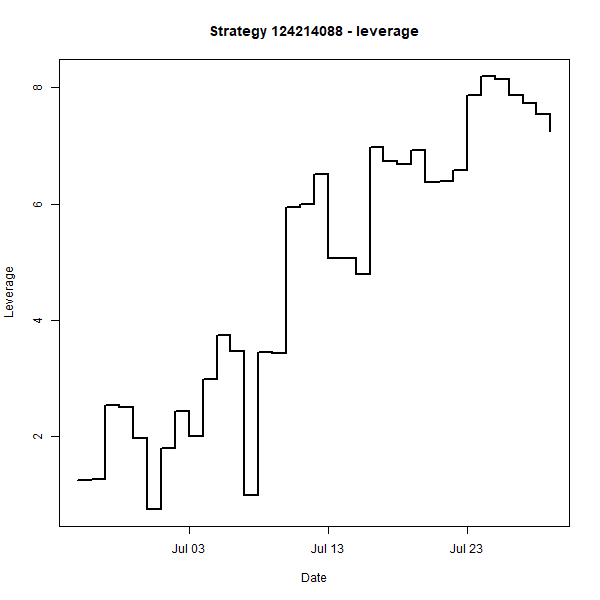 Strategy 124214088 - leverage
Leverage
8
6
4
2
Jul 03
Jul 13
Jul 23
Date